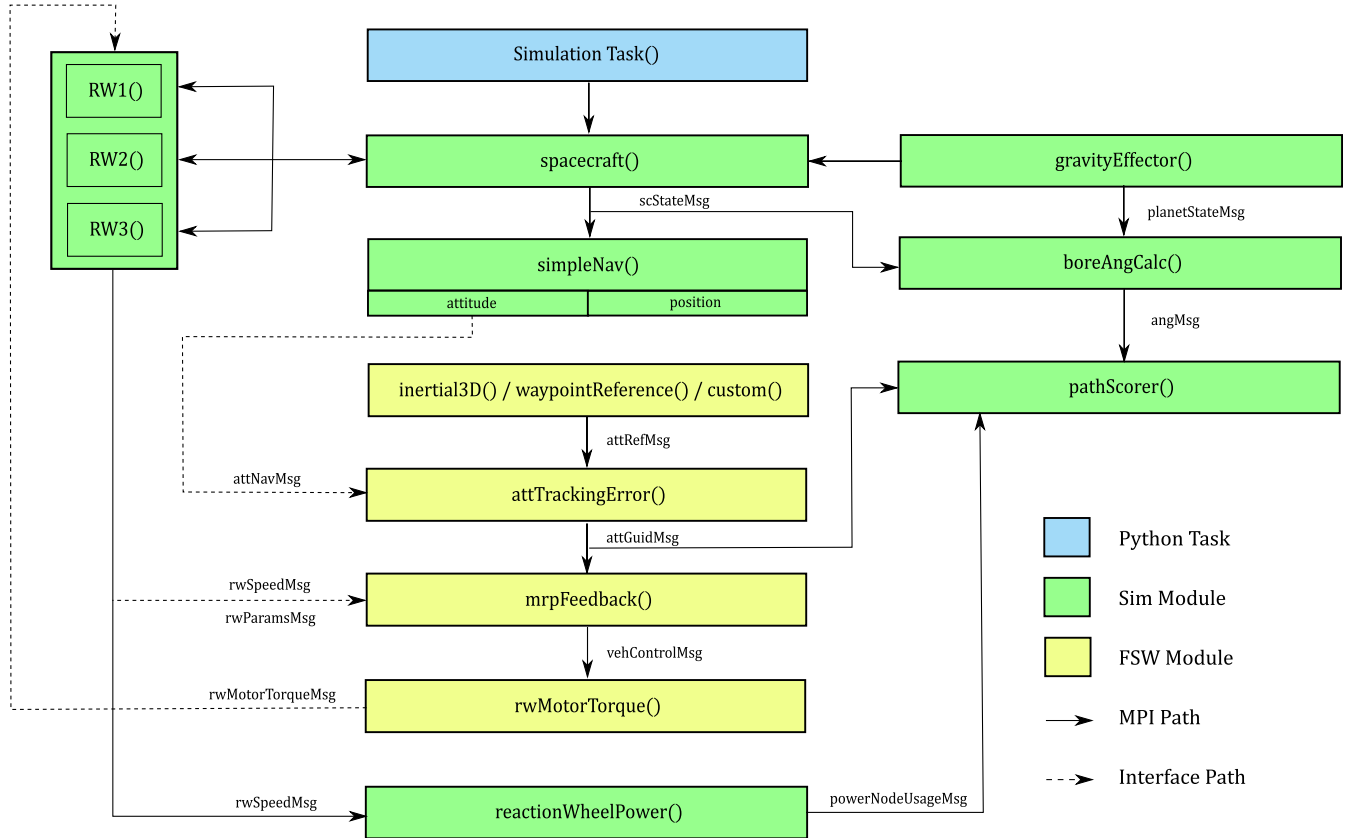 Simulation Task()
RW1()
RW2()
RW3()
spacecraft()
gravityEffector()
scStateMsg
planetStateMsg
simpleNav()
attitude
position
boreAngCalc()
angMsg
inertial3D() / waypointReference() / custom()
pathScorer()
attRefMsg
attNavMsg
attTrackingError()
attGuidMsg
rwSpeedMsg
rwParamsMsg
mrpFeedback()
vehControlMsg
rwMotorTorqueMsg
rwMotorTorque()
rwSpeedMsg
reactionWheelPower()
powerNodeUsageMsg
Python Task
Sim Module
FSW Module
MPI Path
Interface Path